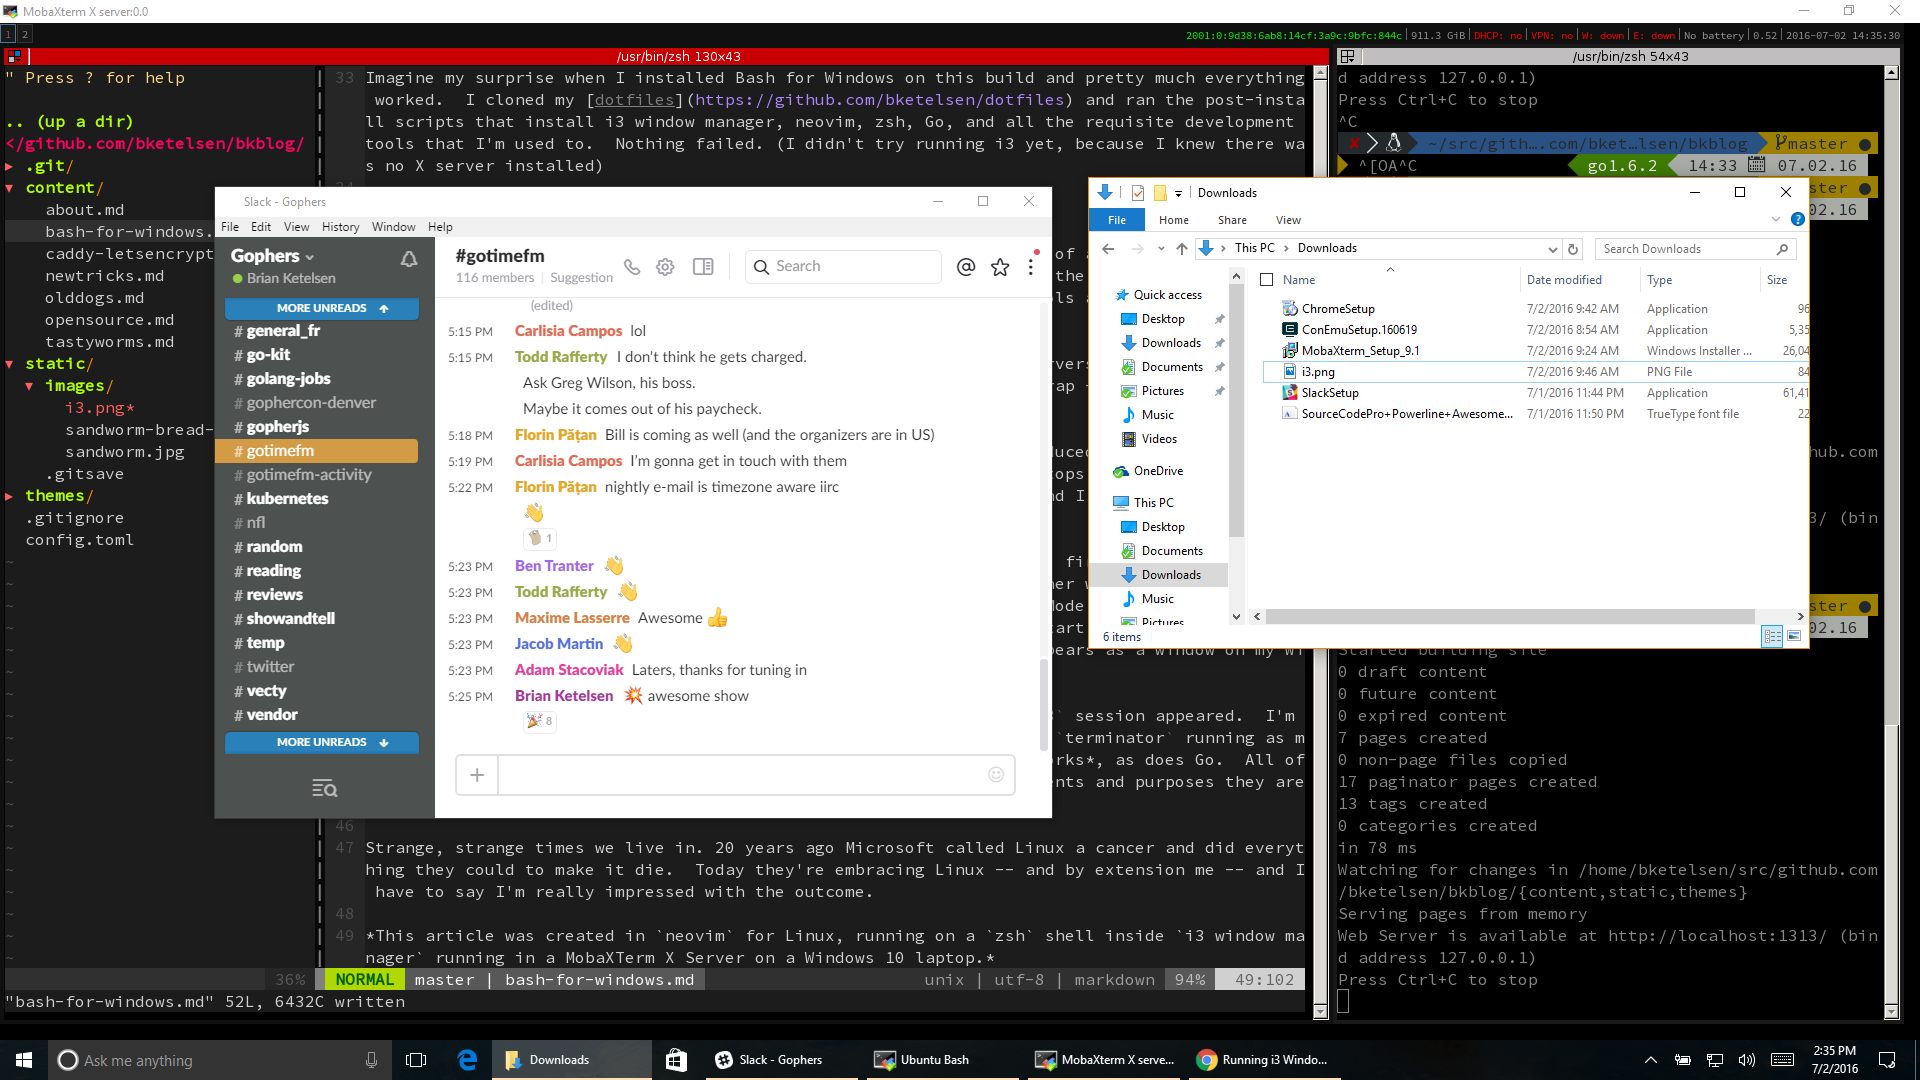 MobaXterm X server:0.0
1 2
2001:0:9d38:6ab8:14cf:3a9c:9bfc:844c | 911.3 GiB | DHCP: no | VPN: no | W: down | E: down | No battery | 0.52 | 2016-07-02 14:35:30
/usr/bin/zsh 130x43
" Press ? for help
.. (up a dir)
</github.com/bketelsen/bkblog/
▸ .git/
▾ content/
about.md
bash-for-windows.
caddy-letsencrypt
newtricks.md
olddogs.md
opensource.md
tastyworms.md
▾ static/
▾ images/
i3.png*
sandworm-bread-
sandworm.jpg
.gitsave
▸ themes/
.gitignore
config.toml
33 Imagine my surprise when I installed Bash for Windows on this build and pretty much everything
worked.  I cloned my [dotfiles](https://github.com/bketelsen/dotfiles) and ran the post-insta
ll scripts that install i3 window manager, neovim, zsh, Go, and all the requisite development
tools that I'm used to.  Nothing failed. (I didn't try running i3 yet, because I knew there wa
s no X server installed)
session appeared.  I'm
`terminator` running as m
rks*, as does Go.  All of
nts and purposes they are
46
47 Strange, strange times we live in. 20 years ago Microsoft called Linux a cancer and did everyt
hing they could to make it die.  Today they're embracing Linux -- and by extension me -- and I
have to say I'm really impressed with the outcome.
48
49 *This article was created in `neovim` for Linux, running on a `zsh` shell inside `i3 window ma
nager` running in a MobaXTerm X Server on a Windows 10 laptop.*
36% NORMAL master | bash-for-windows.md unix | utf-8 | markdown 94% 49:102
"bash-for-windows.md" 52L, 6432C written
Slack - Gophers
File Edit View History Window Help
Gophers
Brian Ketelsen
MORE UNREADS ↑
# general_fr
# go-kit
# golang-jobs
# gophercon-denver
# gopherjs
# gotimefm
# gotimefm-activity
# kubernetes
# nfl
# random
# reading
# reviews
# showandtell
# temp
# twitter
# vecty
# vendor
MORE UNREADS ↓
#gotimefm
116 members | Suggestion
Search
(edited)
5:15 PM Carlisia Campos lol
5:15 PM Todd Rafferty I don't think he gets charged.
Ask Greg Wilson, his boss.
Maybe it comes out of his paycheck.
5:18 PM Florin Pățan Bill is coming as well (and the organizers are in US)
5:19 PM Carlisia Campos I'm gonna get in touch with them
5:22 PM Florin Pățan nightly e-mail is timezone aware iirc
👋
1
5:23 PM Ben Tranter 👋
5:23 PM Todd Rafferty 👋
5:23 PM Maxime Lasserre Awesome 👍
5:23 PM Jacob Martin 👋
5:23 PM Adam Stacoviak Laters, thanks for tuning in
5:25 PM Brian Ketelsen 💥 awesome show
🎉 8
/usr/bin/zsh 54x43
d address 127.0.0.1)
Press Ctrl+C to stop
^C
~/src/gith….com/bket…lsen/bkblog master ●
^[OA^C go1.6.2 14:33 07.02.16
Downloads
File Home Share View
This PC > Downloads
Search Downloads
Quick access
Desktop
Downloads
Documents
Pictures
Music
Videos
OneDrive
This PC
Desktop
Documents
Downloads
Music
Pictures
Name Date modified Type Size
ChromeSetup 7/2/2016 9:42 AM Application 96
ConEmuSetup.160619 7/2/2016 8:54 AM Application 5,35
MobaXterm_Setup_9.1 7/2/2016 9:24 AM Windows Installer ... 26,04
i3.png 7/2/2016 9:46 AM PNG File 84
SlackSetup 7/1/2016 11:44 PM Application 61,41
SourceCodePro+Powerline+Awesome... 7/1/2016 11:50 PM TrueType font file 22
6 items
Started building site
0 draft content
0 future content
0 expired content
7 pages created
0 non-page files copied
17 paginator pages created
13 tags created
0 categories created
in 78 ms
Watching for changes in /home/bketelsen/src/github.com
/bketelsen/bkblog/{content,static,themes}
Serving pages from memory
Web Server is available at http://localhost:1313/ (bin
d address 127.0.0.1)
Press Ctrl+C to stop
Ask me anything
Downloads
Slack - Gophers
Ubuntu Bash
MobaXterm X serve...
Running i3 Windo...
2:35 PM
7/2/2016